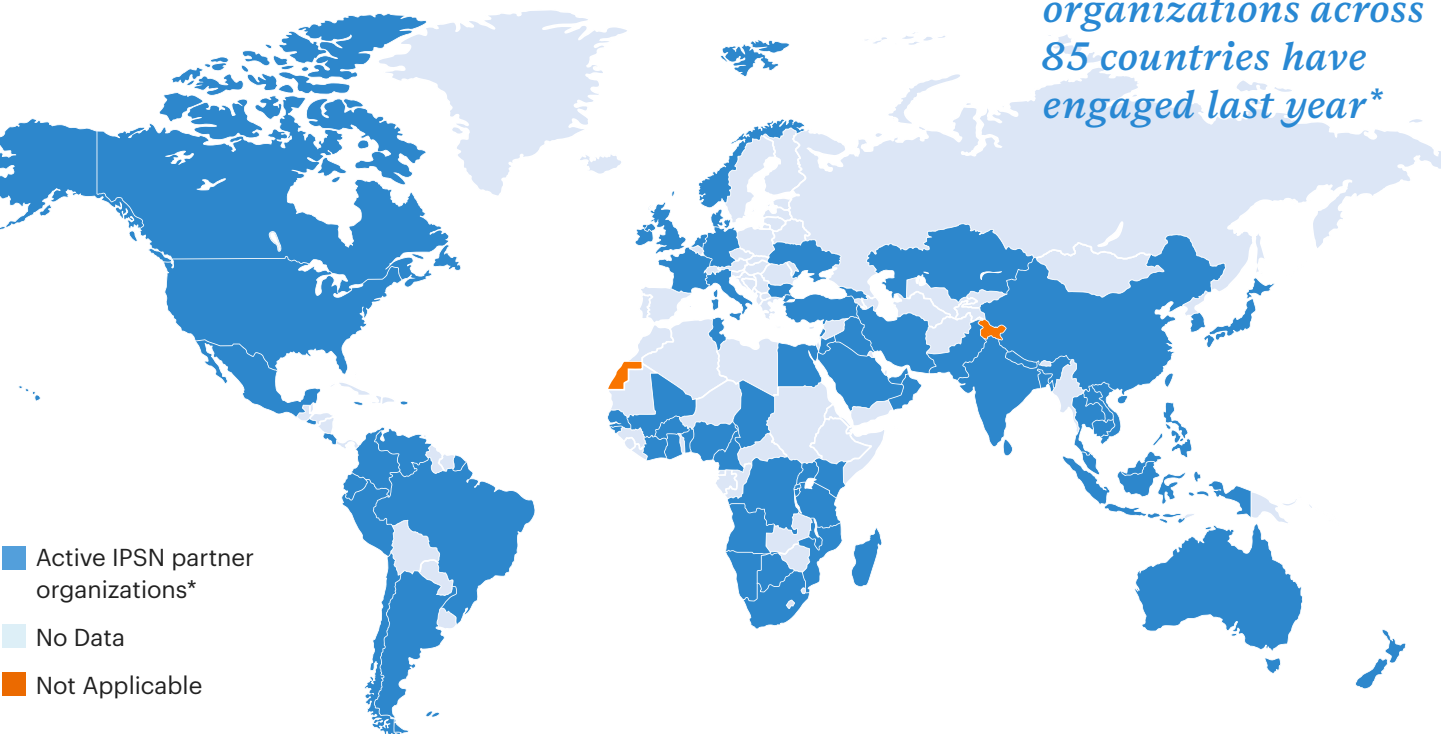 organizations across
85 countries have
engaged last year*
Active IPSN partner
organizations*
No Data
Not Applicable